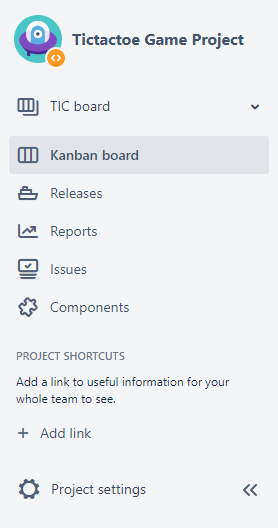 Tictactoe Game Project
TIC board
Kanban board
Releases
Reports
Issues
Components
PROJECT SHORTCUTS
Add a link to useful information for your
whole team to see.
+ Add link
Project settings